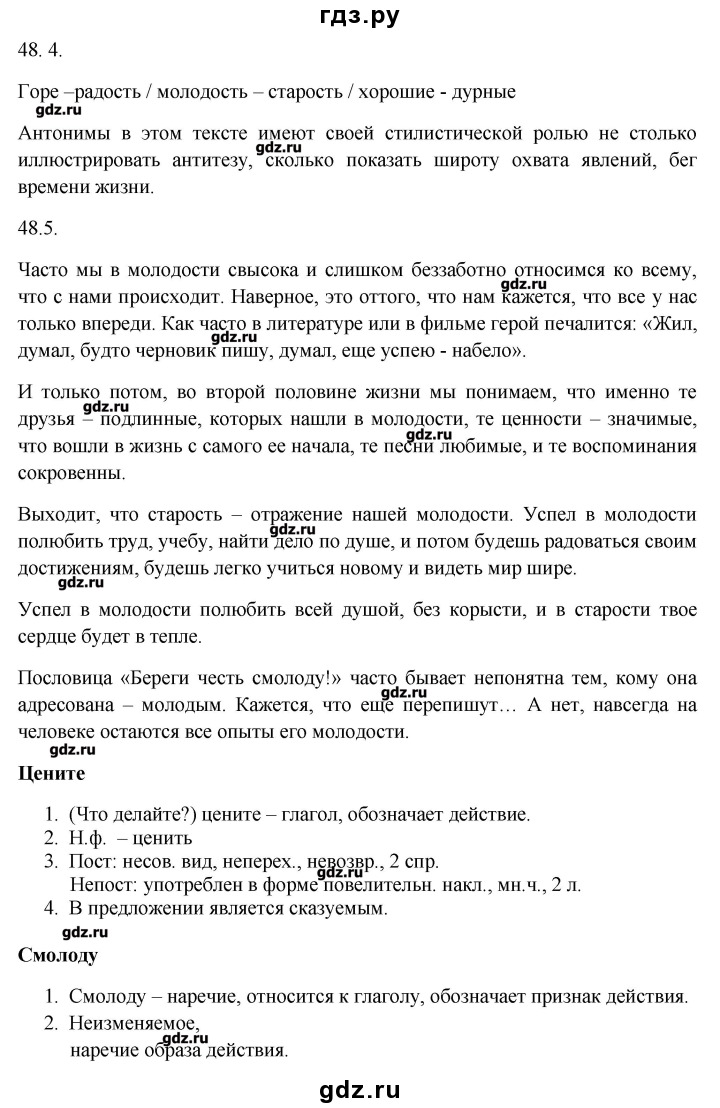 гдз.ру
48. 4.
Горе –радость / молодость – старость / хорошие - дурные
gdz.ru
Антонимы в этом тексте имеют своей стилистической ролью не столько
gdz.ru
иллюстрировать антитезу, сколько показать широту охвата явлений, бег
времени жизни.
48.5.
Часто мы в молодости свысока и слишком беззаботно относимся ко всему,
gdz.ru
что с нами происходит. Наверное, это оттого, что нам кажется, что все у нас
только впереди. Как часто в литературе или в фильме герой печалится: «Жил,
gdz.ru
думал, будто черновик пишу, думал, еще успею - набело».
И только потом, во второй половине жизни мы понимаем, что именно те
gdz.ru
друзья – подлинные, которых нашли в молодости, те ценности – значимые,
gdz.ru
что вошли в жизнь с самого ее начала, те песни любимые, и те воспоминания
сокровенны.
Выходит, что старость – отражение нашей молодости. Успел в молодости
gdz.ru
полюбить труд, учебу, найти дело по душе, и потом будешь радоваться своим
достижениям, будешь легко учиться новому и видеть мир шире.
gdz.ru
Успел в молодости полюбить всей душой, без корысти, и в старости твое
сердце будет в тепле.
Пословица «Береги честь смолоду!» часто бывает непонятна тем, кому она
gdz.ru
адресована – молодым. Кажется, что еще перепишут… А нет, навсегда на
человеке остаются все опыты его молодости.
gdz.ru
Цените
1. (Что делайте?) цените – глагол, обозначает действие.
2. Н.ф. – ценить
3. Пост: несов. вид, неперех., невозвр., 2 спр.
gdz.ru
Непост: употреблен в форме повелительн. накл., мн.ч., 2 л.
4. В предложении является сказуемым.
gdz.ru
Смолоду
1. Смолоду – наречие, относится к глаголу, обозначает признак действия.
2. Неизменяемое,
gdz.ru
наречие образа действия.
gdz.ru